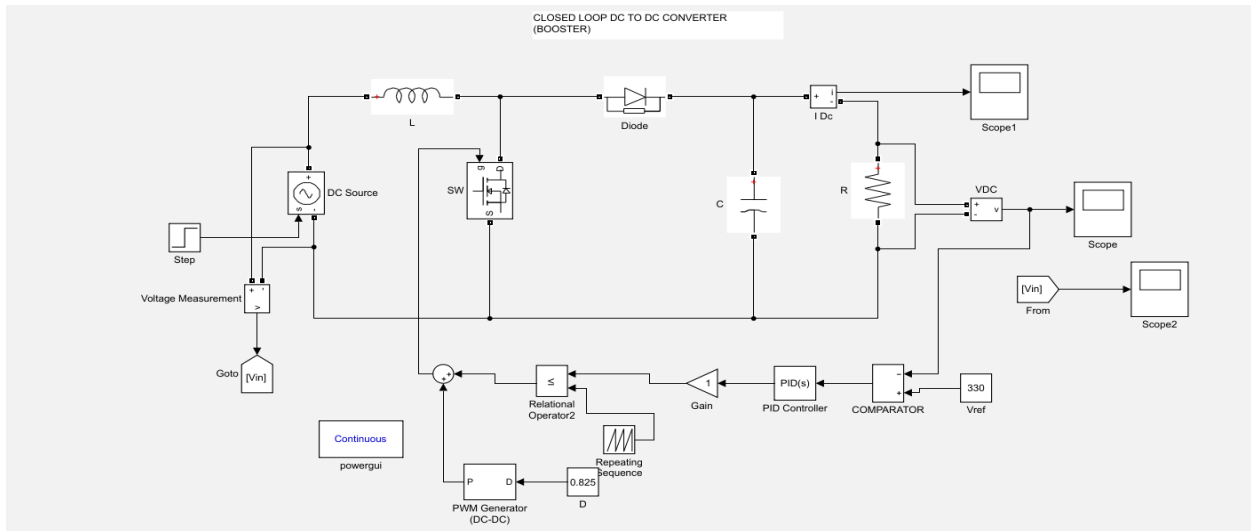 CLOSED LOOP DC TO DC CONVERTER
(BOOSTER)
L
Diode
+
i
-
I Dc
Scope1
+
s
-
DC Source
g
D
S
SW
+
C
+
R
VDC
+
-
v
Scope
Step
+
-
v
Voltage Measurement
[Vin]
From
Scope2
Goto
[Vin]
+
+
≤
Relational
Operator2
1
Gain
PID(s)
PID Controller
−
+
COMPARATOR
330
Vref
Continuous
powergui
Repeating
Sequence
P
D
PWM Generator
(DC-DC)
0.825
D